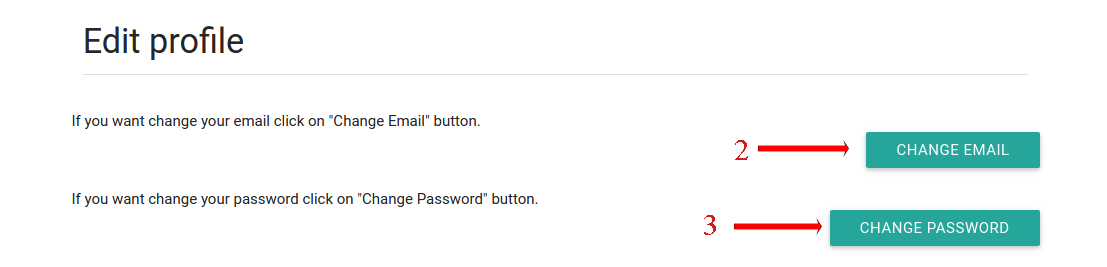 Edit profile
If you want change your email click on "Change Email" button.
2
CHANGE EMAIL
If you want change your password click on "Change Password" button.
3
CHANGE PASSWORD